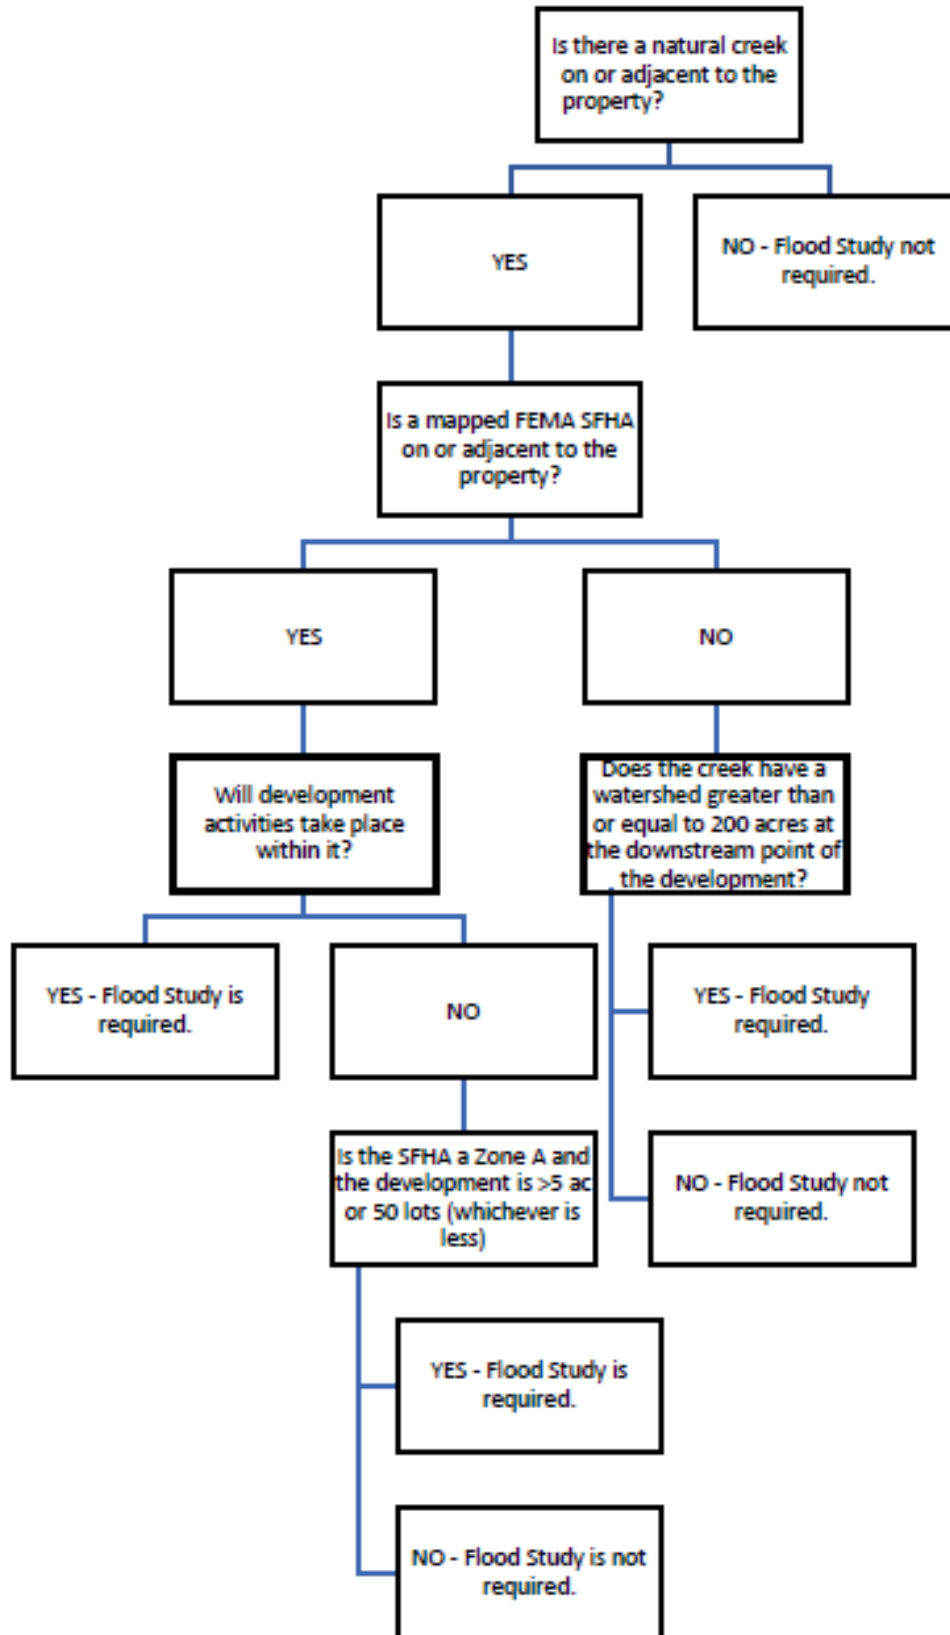 Is there a natural creek
on or adjacent to the
property?
YES
NO - Flood Study not
required.
Is a mapped FEMA SFHA
on or adjacent to the
property?
YES
NO
Will development
activities take place
within it?
Does the creek have a
watershed greater than
or equal to 200 acres at
the downstream point of
the development?
YES - Flood Study is
required.
NO
YES - Flood Study
required.
Is the SFHA a Zone A and
the development is >5 ac
or 50 lots (whichever is
less)
NO - Flood Study not
required.
YES - Flood Study is
required.
NO - Flood Study is not
required.